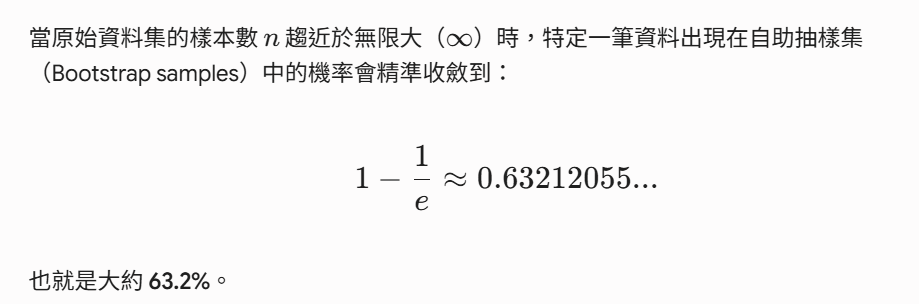 當原始資料集的樣本數 n 趨近於無限大（∞）時，特定一筆資料出現在自助抽樣集
（Bootstrap samples）中的機率會精準收斂到：
1 − 1/e ≈ 0.63212055...
也就是大約 63.2%。